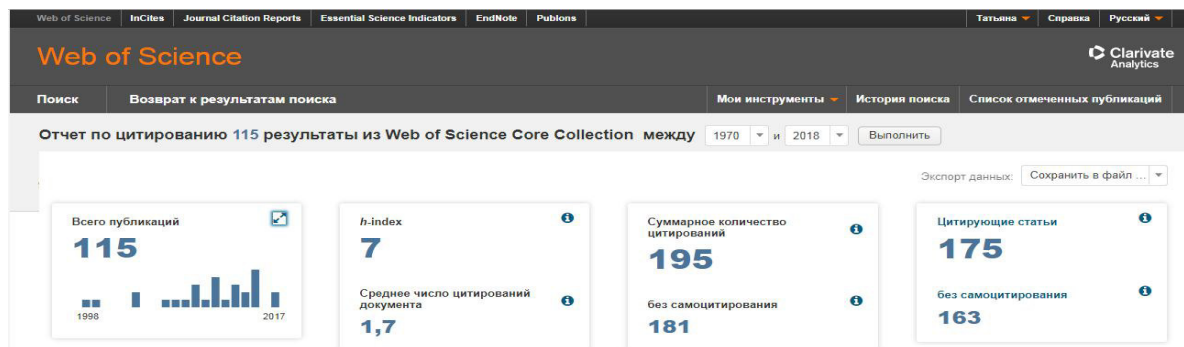 Web of Science InCites Journal Citation Reports Essential Science Indicators EndNote Publons Татьяна Справка Русский
Web of Science
Clarivate
Analytics
Поиск Возврат к результатам поиска Мои инструменты История поиска Список отмеченных публикаций
Отчет по цитированию 115 результаты из Web of Science Core Collection между 1970 и 2018 Выполнить
Экспорт данных: Сохранить в файл ...
Всего публикаций
115
1998 2017
h-index
7
Среднее число цитирований
документа
1,7
Суммарное количество
цитирований
195
без самоцитирования
181
Цитирующие статьи
175
без самоцитирования
163